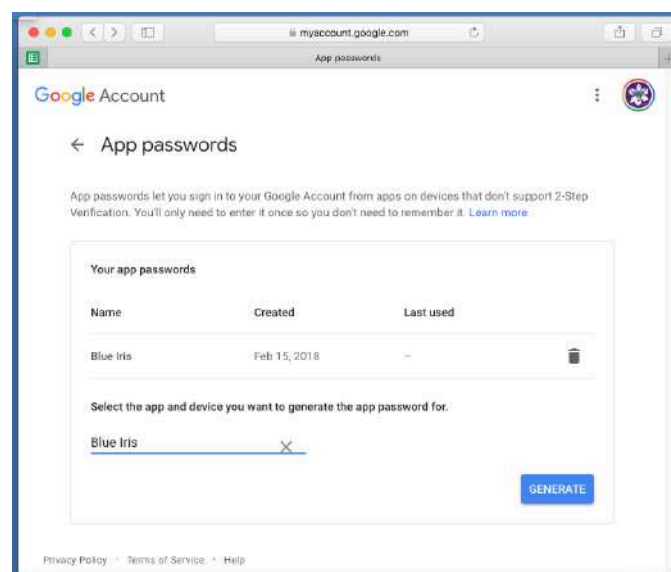 myaccount.google.com
App passwords
Google Account
App passwords
App passwords let you sign in to your Google Account from apps on devices that don't support 2-Step
Verification. You'll only need to enter it once so you don't need to remember it. Learn more
Your app passwords
Name Created Last used
Blue Iris Feb 15, 2018 –
Select the app and device you want to generate the app password for.
Blue Iris
GENERATE
Privacy Policy · Terms of Service · Help